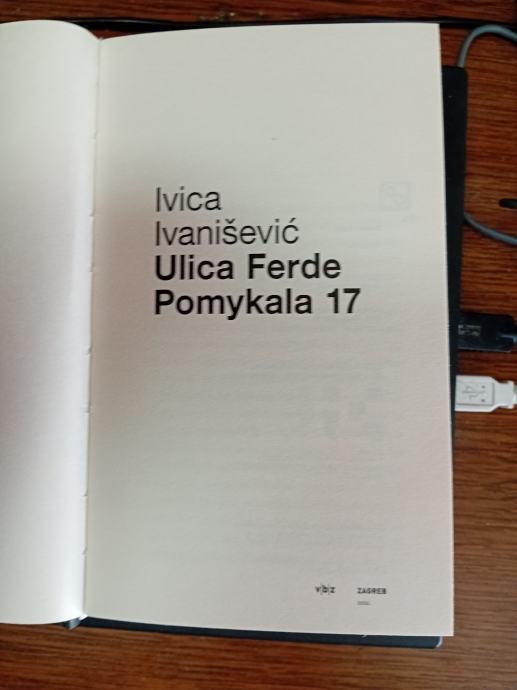 Ivica
Ivanišević
Ulica Ferde
Pomykala 17
v|b|z ZAGREB